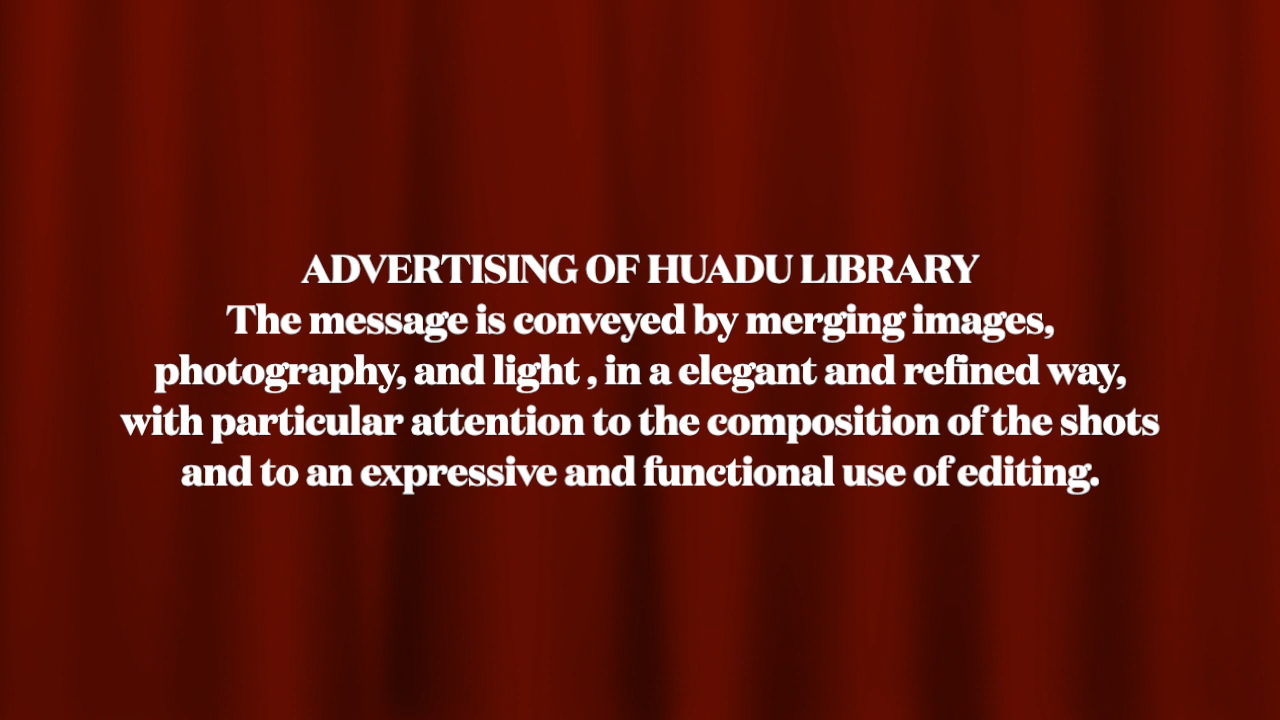 ADVERTISING OF HUADU LIBRARY
The message is conveyed by merging images,
photography, and light , in a elegant and refined way,
with particular attention to the composition of the shots
and to an expressive and functional use of editing.